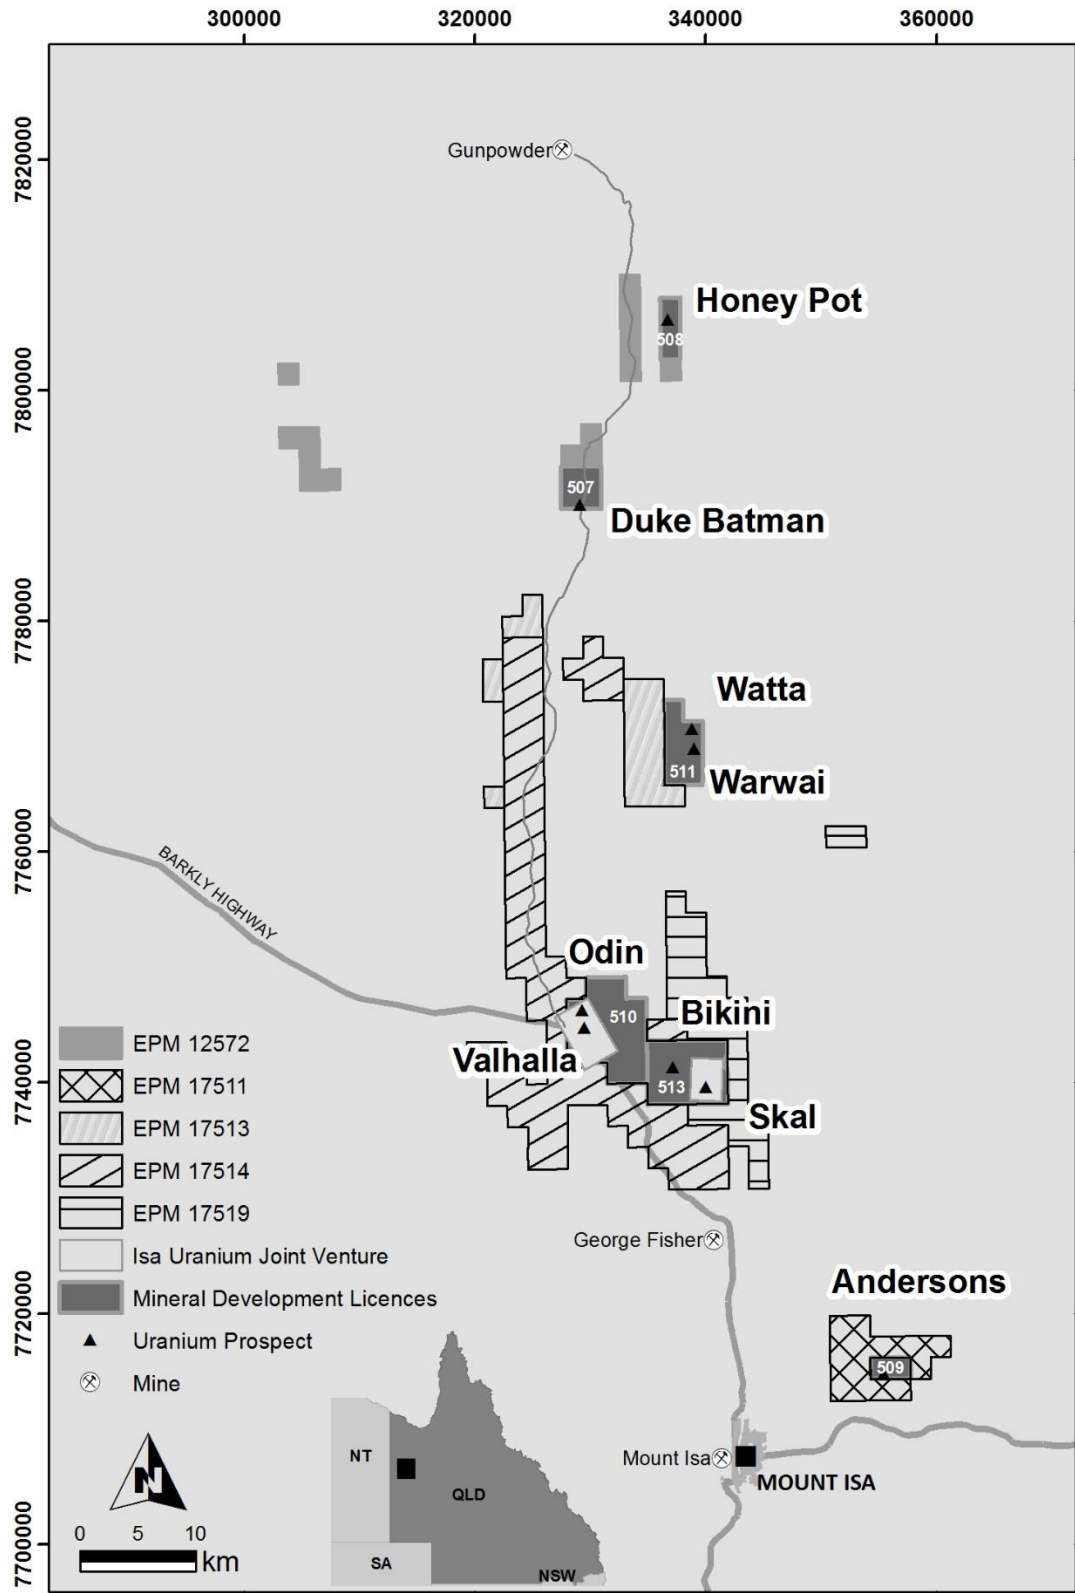 300000
320000
340000
360000
7820000
7800000
7780000
7760000
7740000
7720000
7700000
Gunpowder
Honey Pot
508
507
Duke Batman
Watta
511
Warwai
BARKLY HIGHWAY
Odin
510
Bikini
Valhalla
513
Skal
George Fisher
Andersons
509
Mount Isa
MOUNT ISA
EPM 12572
EPM 17511
EPM 17513
EPM 17514
EPM 17519
Isa Uranium Joint Venture
Mineral Development Licences
Uranium Prospect
Mine
N
0 5 10
km
NT
QLD
SA
NSW